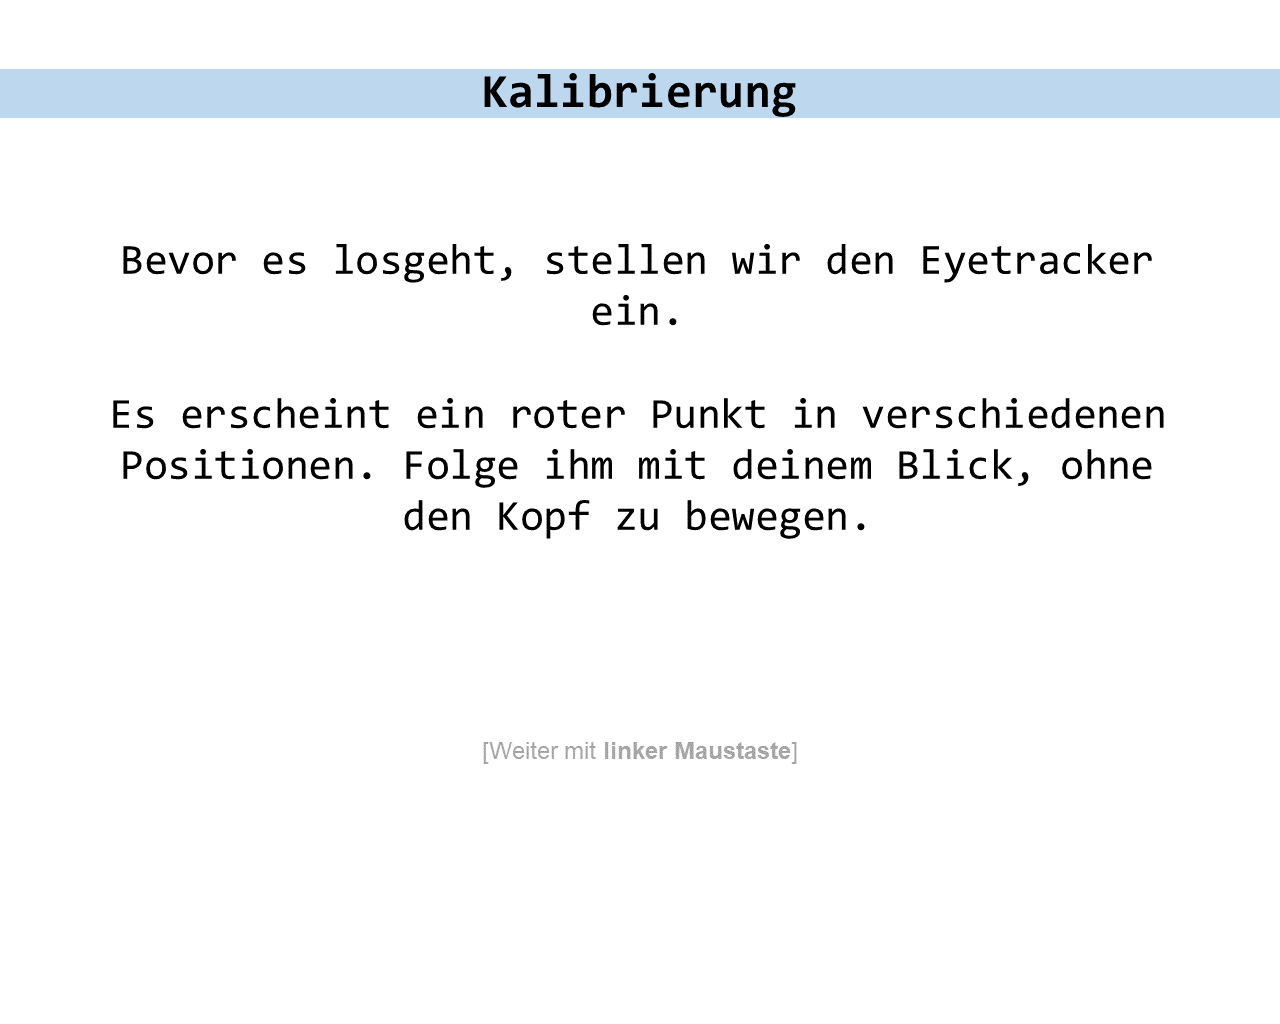 Kalibrierung
Bevor es losgeht, stellen wir den Eyetracker
ein.
Es erscheint ein roter Punkt in verschiedenen
Positionen. Folge ihm mit deinem Blick, ohne
den Kopf zu bewegen.
[Weiter mit linker Maustaste]